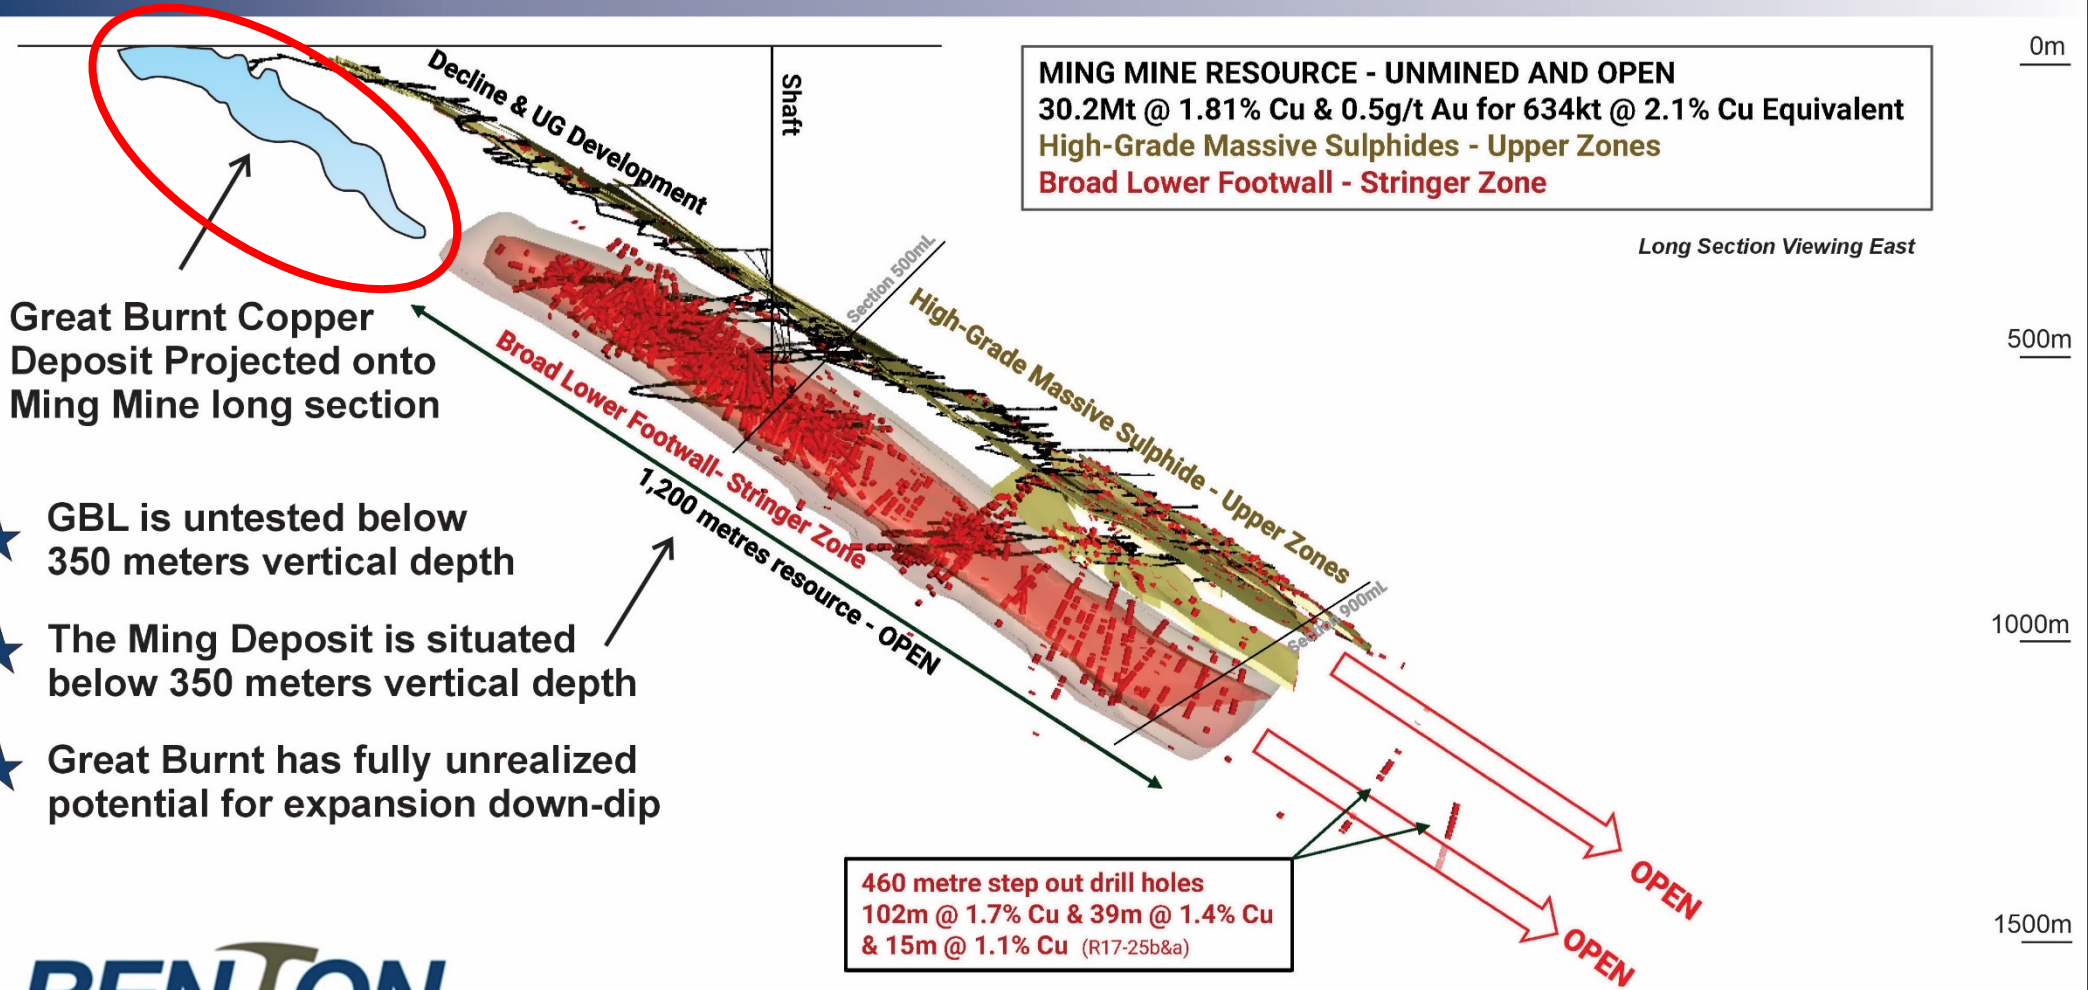 MING MINE RESOURCE - UNMINED AND OPEN
30.2Mt @ 1.81% Cu & 0.5g/t Au for 634kt @ 2.1% Cu Equivalent
High-Grade Massive Sulphides - Upper Zones
Broad Lower Footwall - Stringer Zone
Long Section Viewing East
0m
500m
1000m
1500m
Decline & UG Development
Shaft
Section 500mL
High-Grade Massive Sulphide - Upper Zones
Section 900mL
Broad Lower Footwall- Stringer Zone
1,200 metres resource - OPEN
Great Burnt Copper
Deposit Projected onto
Ming Mine long section
GBL is untested below
350 meters vertical depth
The Ming Deposit is situated
below 350 meters vertical depth
Great Burnt has fully unrealized
potential for expansion down-dip
460 metre step out drill holes
102m @ 1.7% Cu & 39m @ 1.4% Cu
& 15m @ 1.1% Cu (R17-25b&a)
OPEN
OPEN
BENTON